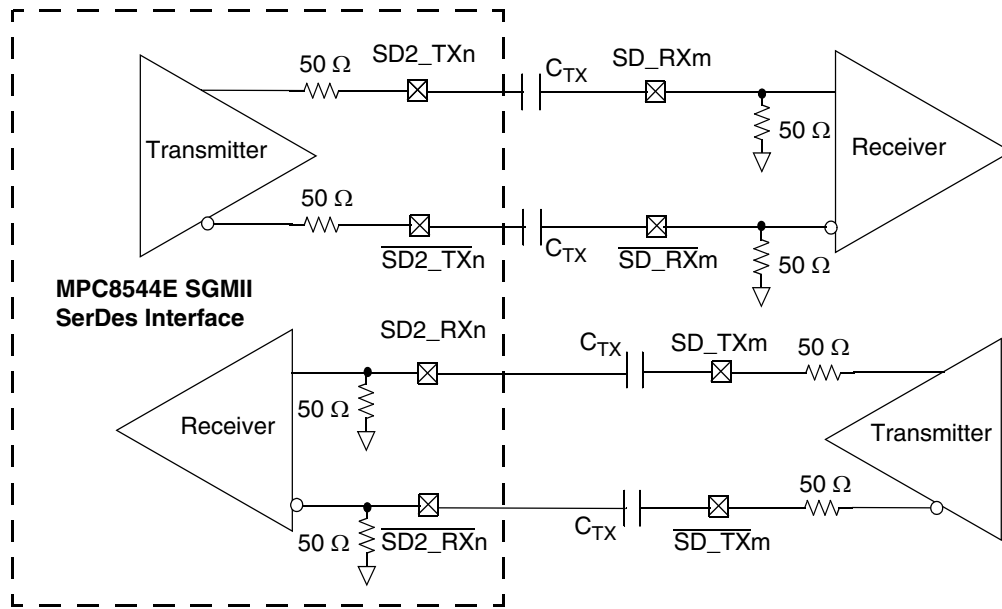 50 Ω
SD2_TXn
C_TX
SD_RXm
50 Ω
Transmitter
Receiver
50 Ω
SD2_TXn
C_TX
SD_RXm
50 Ω
MPC8544E SGMII
SerDes Interface
SD2_RXn
C_TX
SD_TXm
50 Ω
50 Ω
Receiver
Transmitter
50 Ω
50 Ω
SD2_RXn
C_TX
SD_TXm